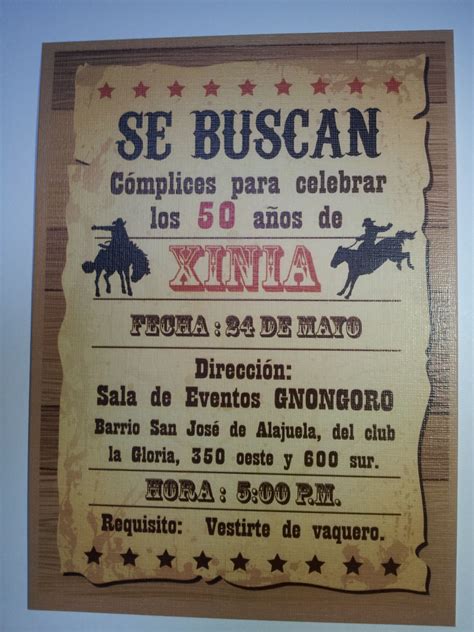 SE BUSCAN
Cómplices para celebrar
los 50 años de
XINIA
FECHA : 24 DE MAYO
Dirección:
Sala de Eventos GNONGORO
Barrio San José de Alajuela, del club
la Gloria, 350 oeste y 600 sur.
HORA : 5:00 P.M.
Requisito: Vestirte de vaquero.